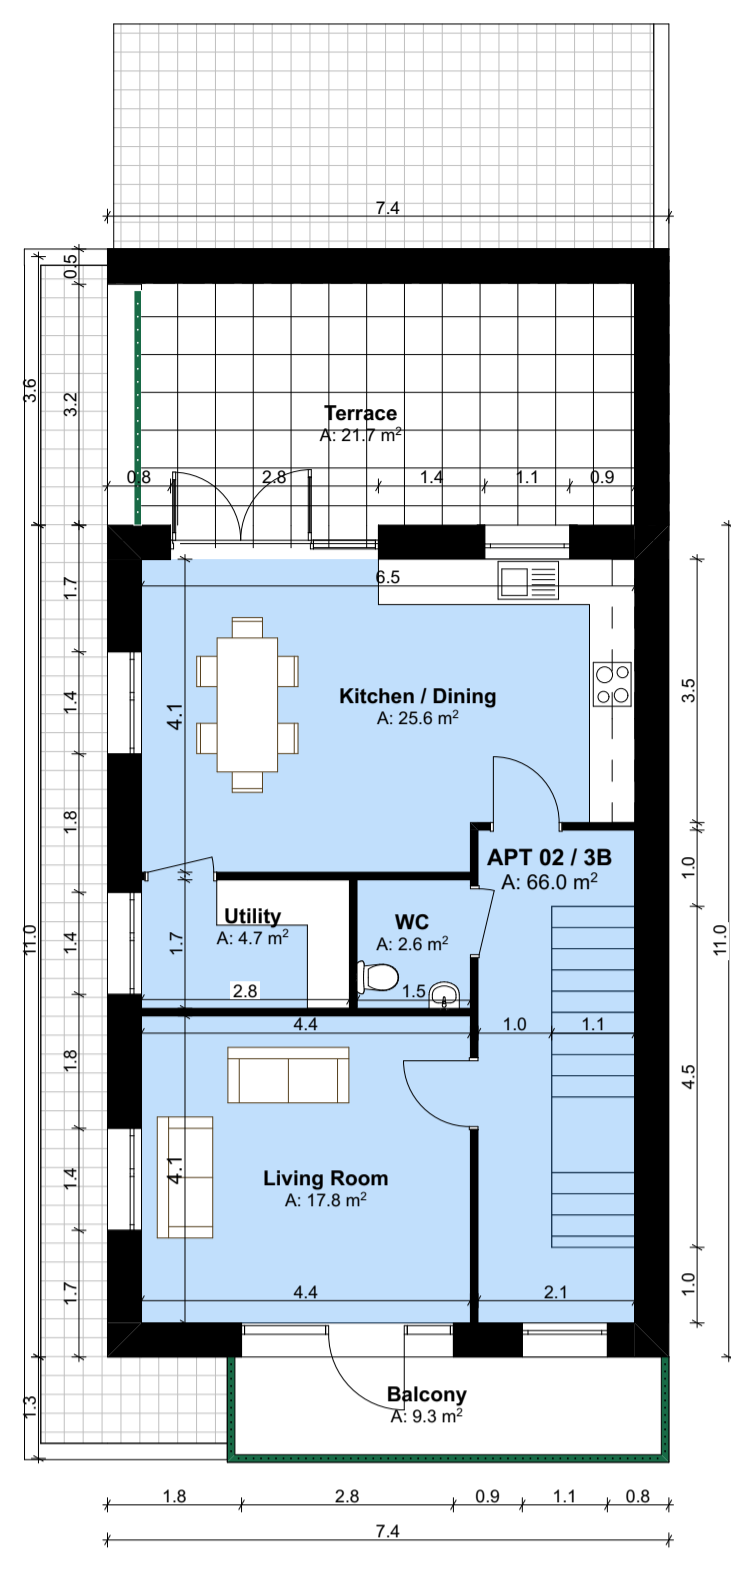 7.4
0.5
3.6
3.2
Terrace
A: 21.7 m²
0.8 2.8 1.4 1.1 0.9
6.5
1.7
Kitchen / Dining
A: 25.6 m²
4.1
1.4
3.5
1.8
APT 02 / 3B
A: 66.0 m²
1.0
Utility
A: 4.7 m²
WC
A: 2.6 m²
11.0
1.4
1.7
11.0
2.8
1.5
4.4
1.0
1.1
1.8
4.5
Living Room
A: 17.8 m²
4.1
1.4
4.4
2.1
1.7
1.0
Balcony
A: 9.3 m²
1.3
1.8 2.8 0.9 1.1 0.8
7.4